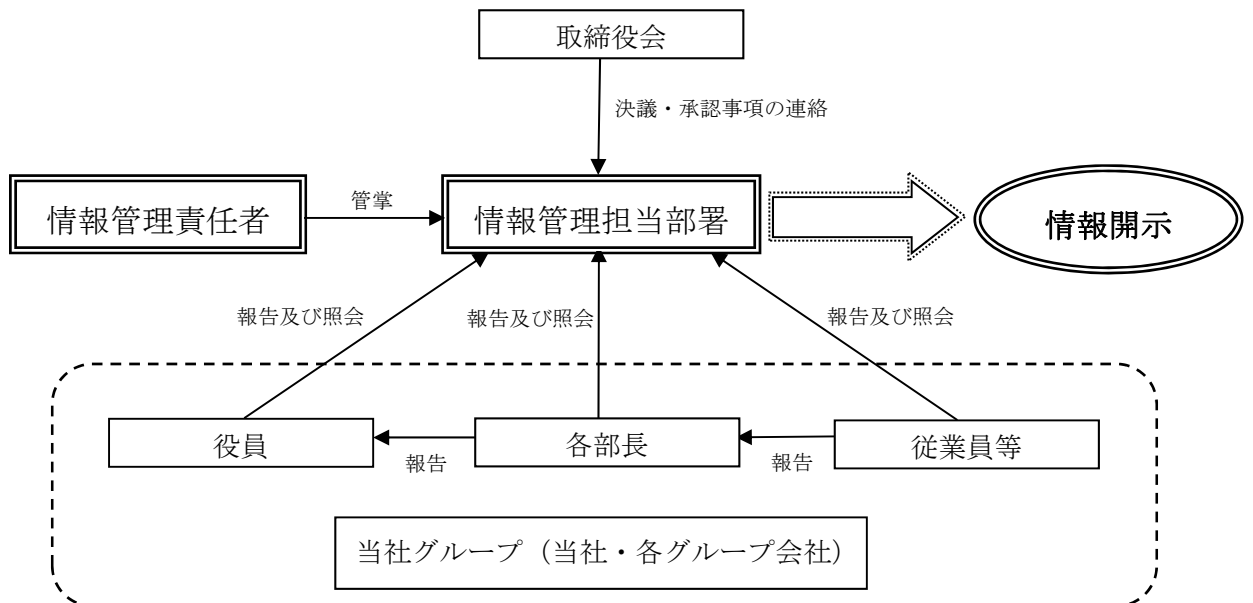 取締役会
決議・承認事項の連絡
情報管理責任者
管掌
情報管理担当部署
情報開示
報告及び照会
報告及び照会
報告及び照会
役員
報告
各部長
報告
従業員等
当社グループ（当社・各グループ会社）